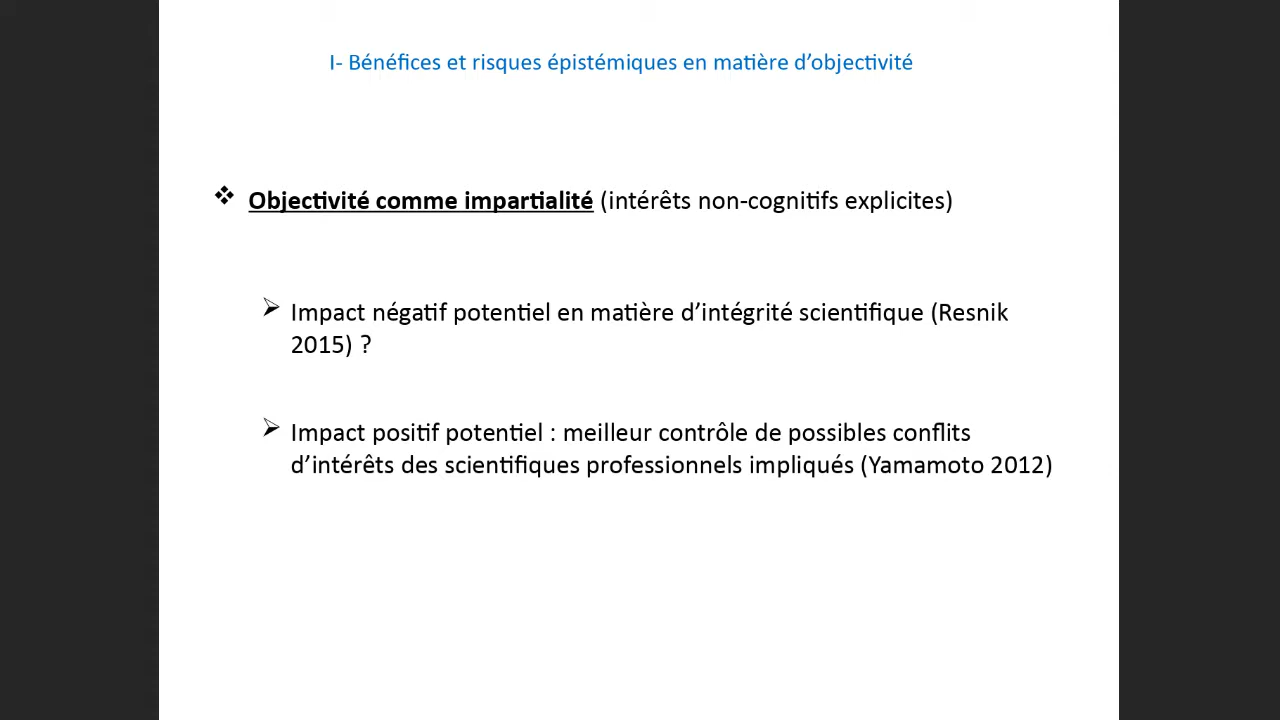 I- Bénéfices et risques épistémiques en matière d’objectivité
❖ Objectivité comme impartialité (intérêts non-cognitifs explicites)
➢ Impact négatif potentiel en matière d’intégrité scientifique (Resnik
2015) ?
➢ Impact positif potentiel : meilleur contrôle de possibles conflits
d’intérêts des scientifiques professionnels impliqués (Yamamoto 2012)